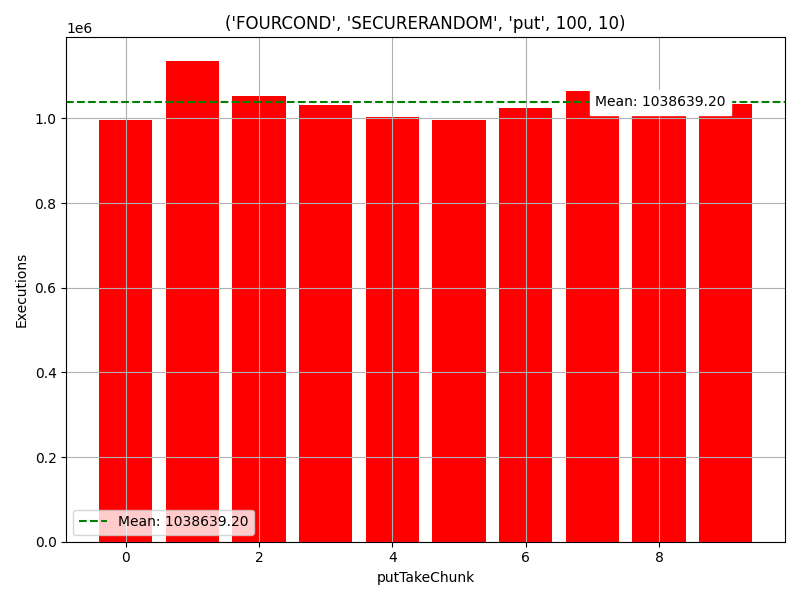 ('FOURCOND', 'SECURERANDOM', 'put', 100, 10)
1e6
Mean: 1038639.20
1.0
0.8
0.6
0.4
0.2
0.0
Executions
Mean: 1038639.20
0 2 4 6 8
putTakeChunk